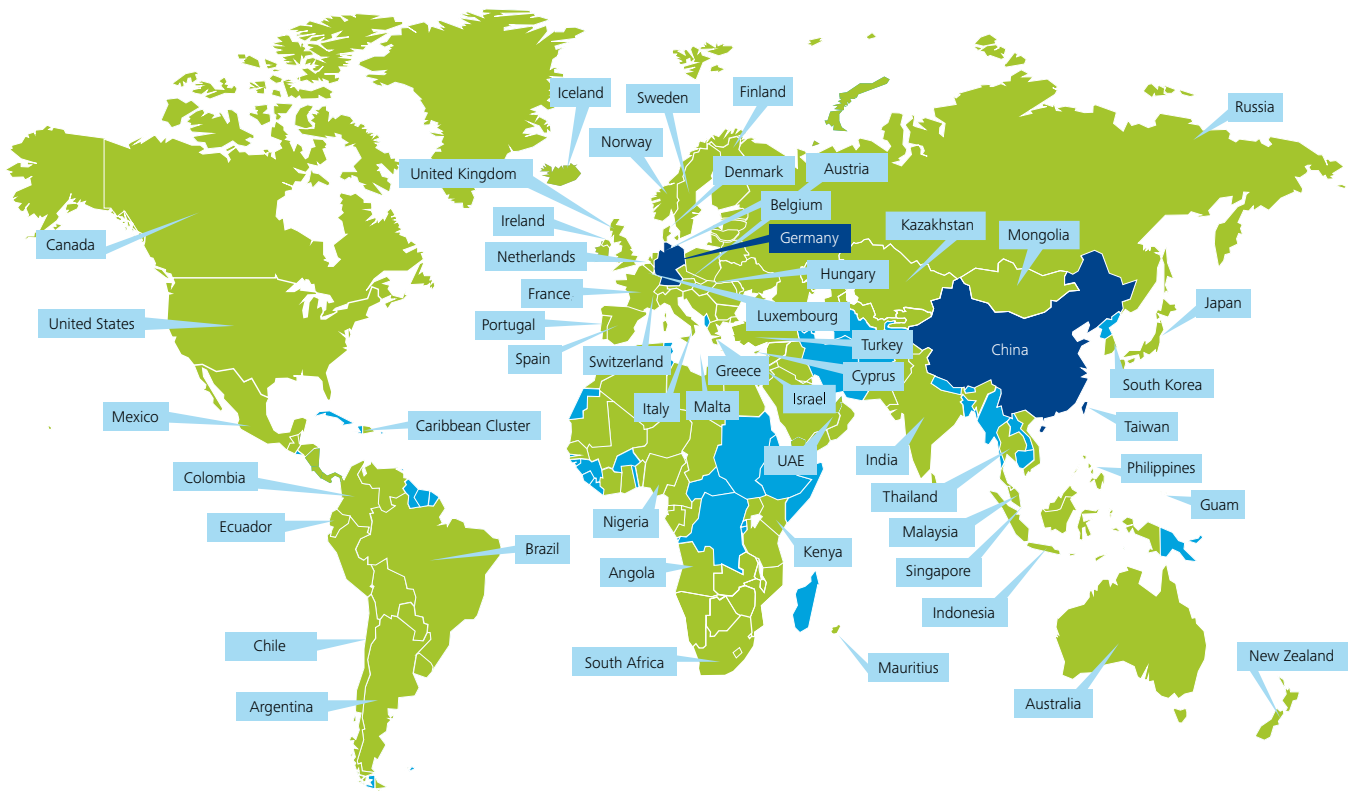 Iceland
Sweden
Finland
Russia
Norway
United Kingdom
Denmark
Austria
Belgium
Ireland
Germany
Kazakhstan
Mongolia
Canada
Netherlands
Hungary
France
Japan
Luxembourg
United States
Portugal
Turkey
Spain
Switzerland
China
Greece
Cyprus
South Korea
Israel
Italy
Malta
Mexico
Caribbean Cluster
Taiwan
UAE
India
Philippines
Colombia
Thailand
Guam
Ecuador
Nigeria
Malaysia
Brazil
Kenya
Angola
Singapore
Indonesia
Chile
South Africa
Mauritius
New Zealand
Argentina
Australia